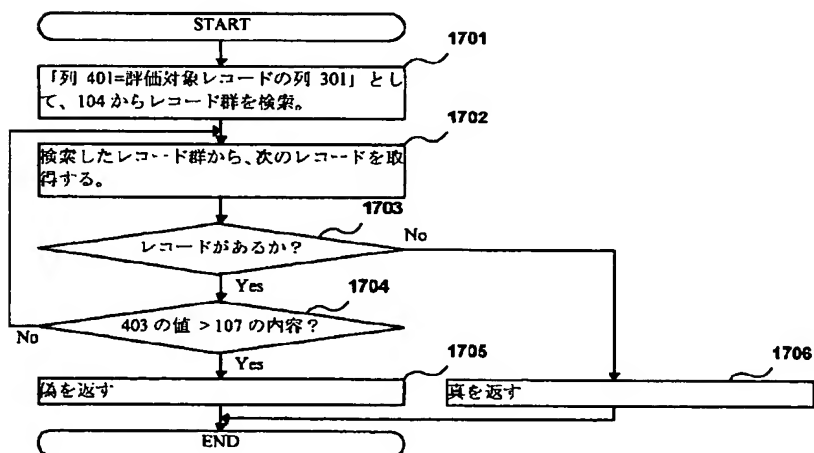 START
1701
「列 401=評価対象レコードの列 301」とし
て、104 からレコード群を検索。
1702
検索したレコード群から、次のレコードを取
得する。
1703
レコードがあるか?
No
Yes
1704
403 の値 > 107 の内容?
No
Yes
1705
偽を返す
1706
真を返す
END